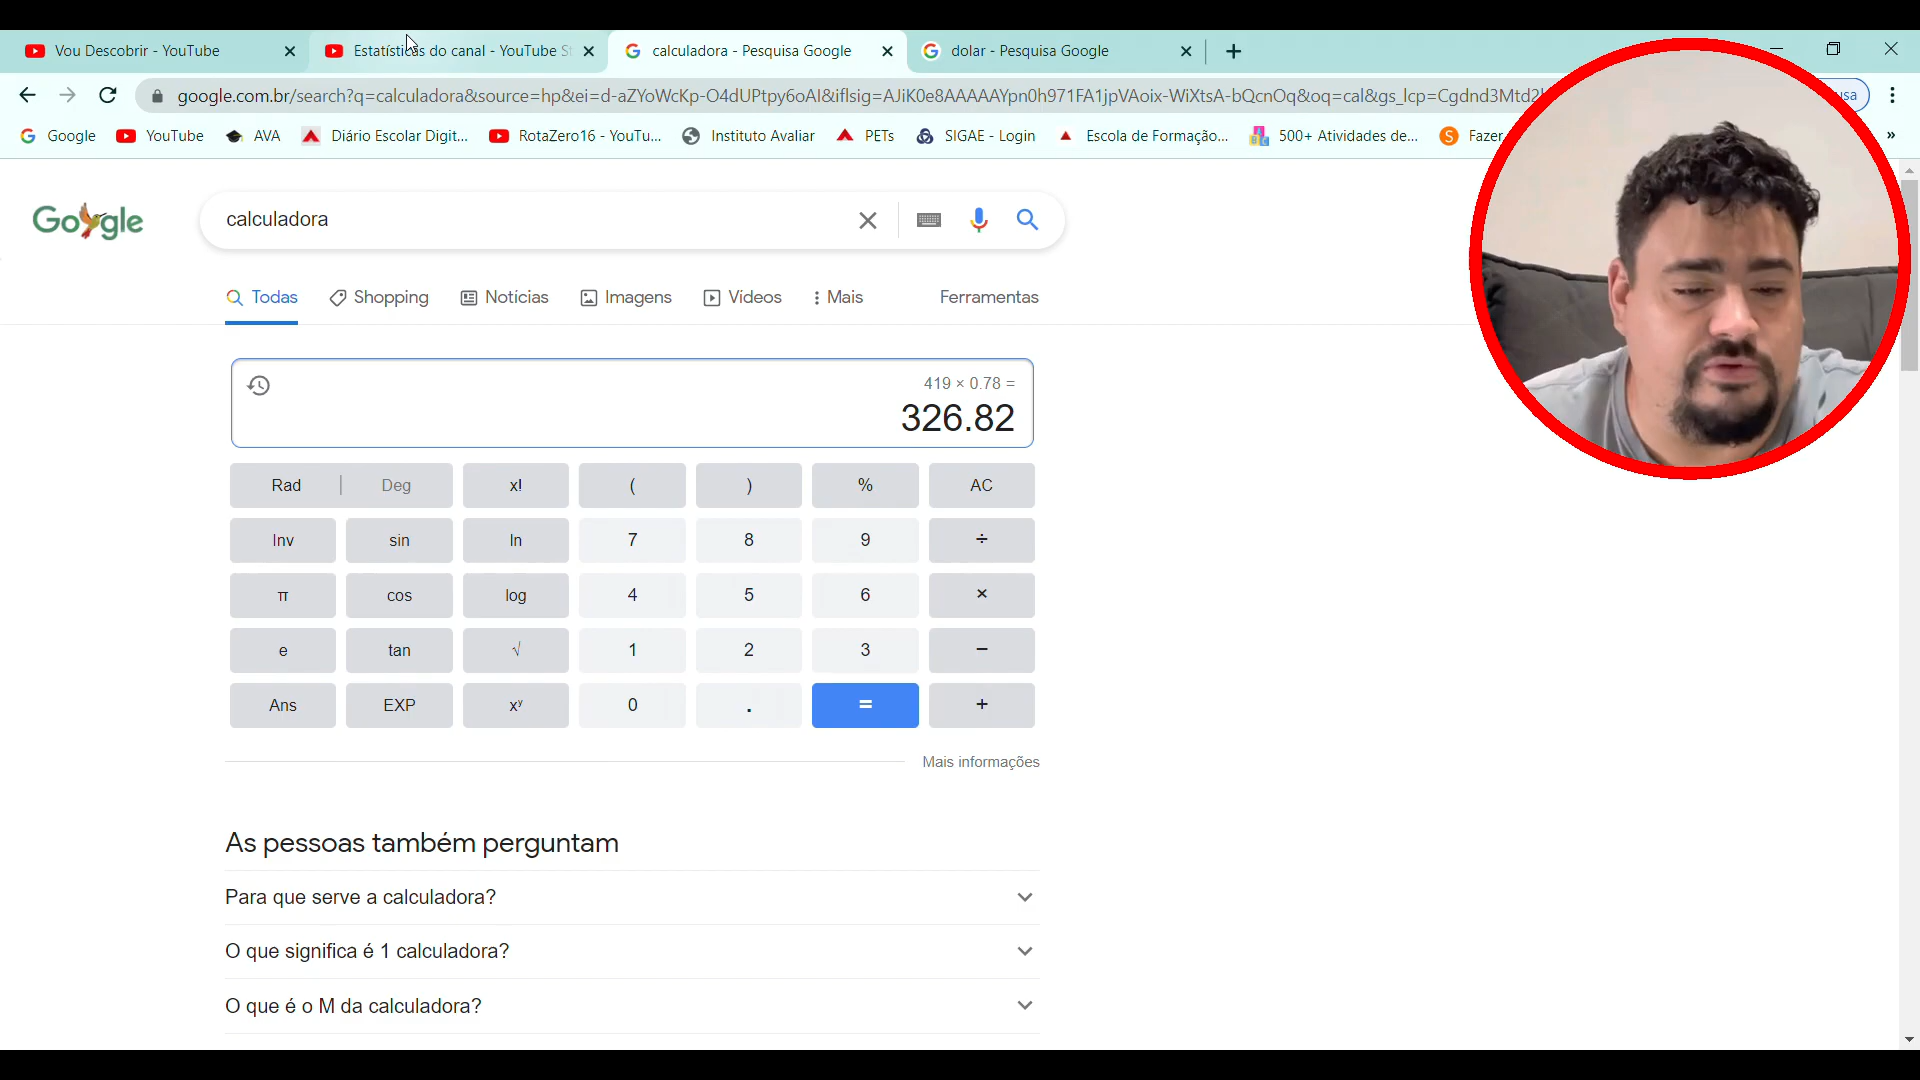 Vou Descobrir - YouTube
Estatísticas do canal - YouTube St
calculadora - Pesquisa Google
dolar - Pesquisa Google
google.com.br/search?q=calculadora&source=hp&ei=d-aZYoWcKp-O4dUPtpy6oAI&iflsig=AJiK0e8AAAAAYpn0h971FA1jpVAoix-WiXtsA-bQcnOq&oq=cal&gs_lcp=Cgdnd3Mtd2l
usa
Google
YouTube
AVA
Diário Escolar Digit...
RotaZero16 - YouTu...
Instituto Avaliar
PETs
SIGAE - Login
Escola de Formação...
500+ Atividades de...
Fazer
»
Google
calculadora
Todas
Shopping
Notícias
Imagens
Vídeos
Mais
Ferramentas
419 × 0.78 =
326.82
Rad | Deg x! ( ) % AC
Inv sin ln 7 8 9 ÷
π cos log 4 5 6 ×
e tan √ 1 2 3 −
Ans EXP xʸ 0 . = +
Mais informações
As pessoas também perguntam
Para que serve a calculadora?
O que significa é 1 calculadora?
O que é o M da calculadora?